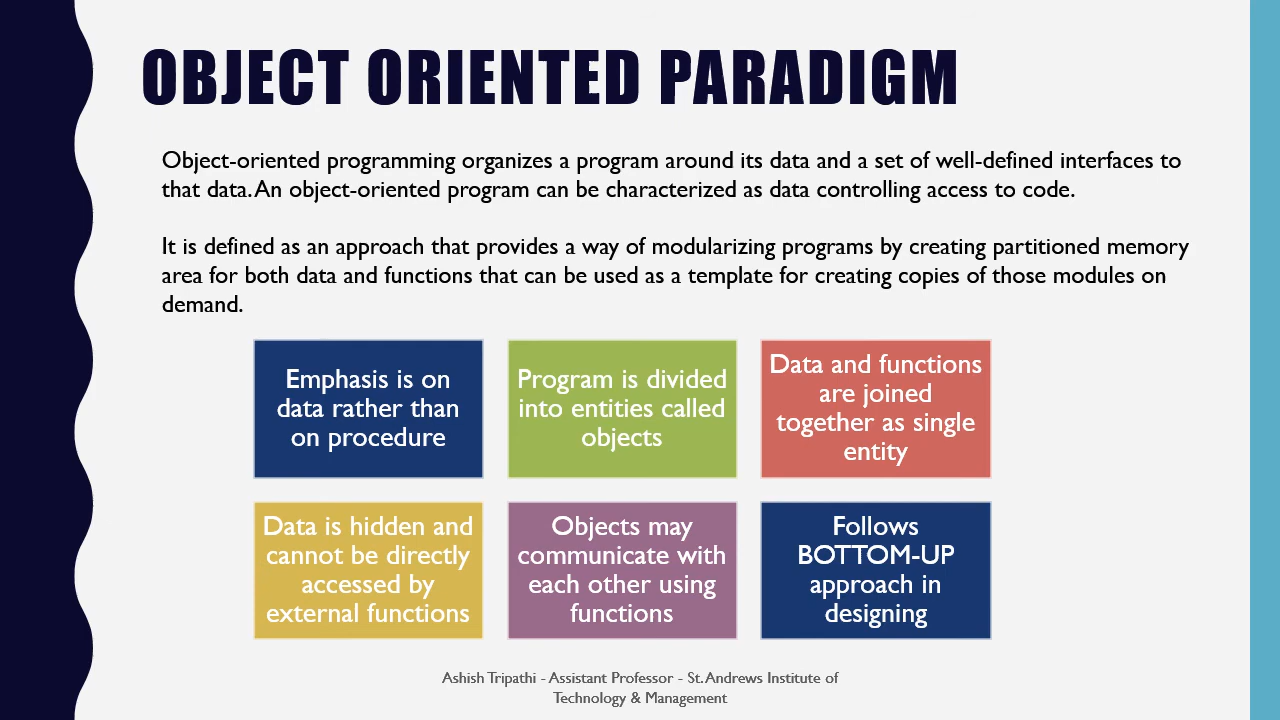 OBJECT ORIENTED PARADIGM
Object-oriented programming organizes a program around its data and a set of well-defined interfaces to
that data. An object-oriented program can be characterized as data controlling access to code.
It is defined as an approach that provides a way of modularizing programs by creating partitioned memory
area for both data and functions that can be used as a template for creating copies of those modules on
demand.
Emphasis is on
data rather than
on procedure
Program is divided
into entities called
objects
Data and functions
are joined
together as single
entity
Data is hidden and
cannot be directly
accessed by
external functions
Objects may
communicate with
each other using
functions
Follows
BOTTOM-UP
approach in
designing
Ashish Tripathi - Assistant Professor - St. Andrews Institute of
Technology & Management